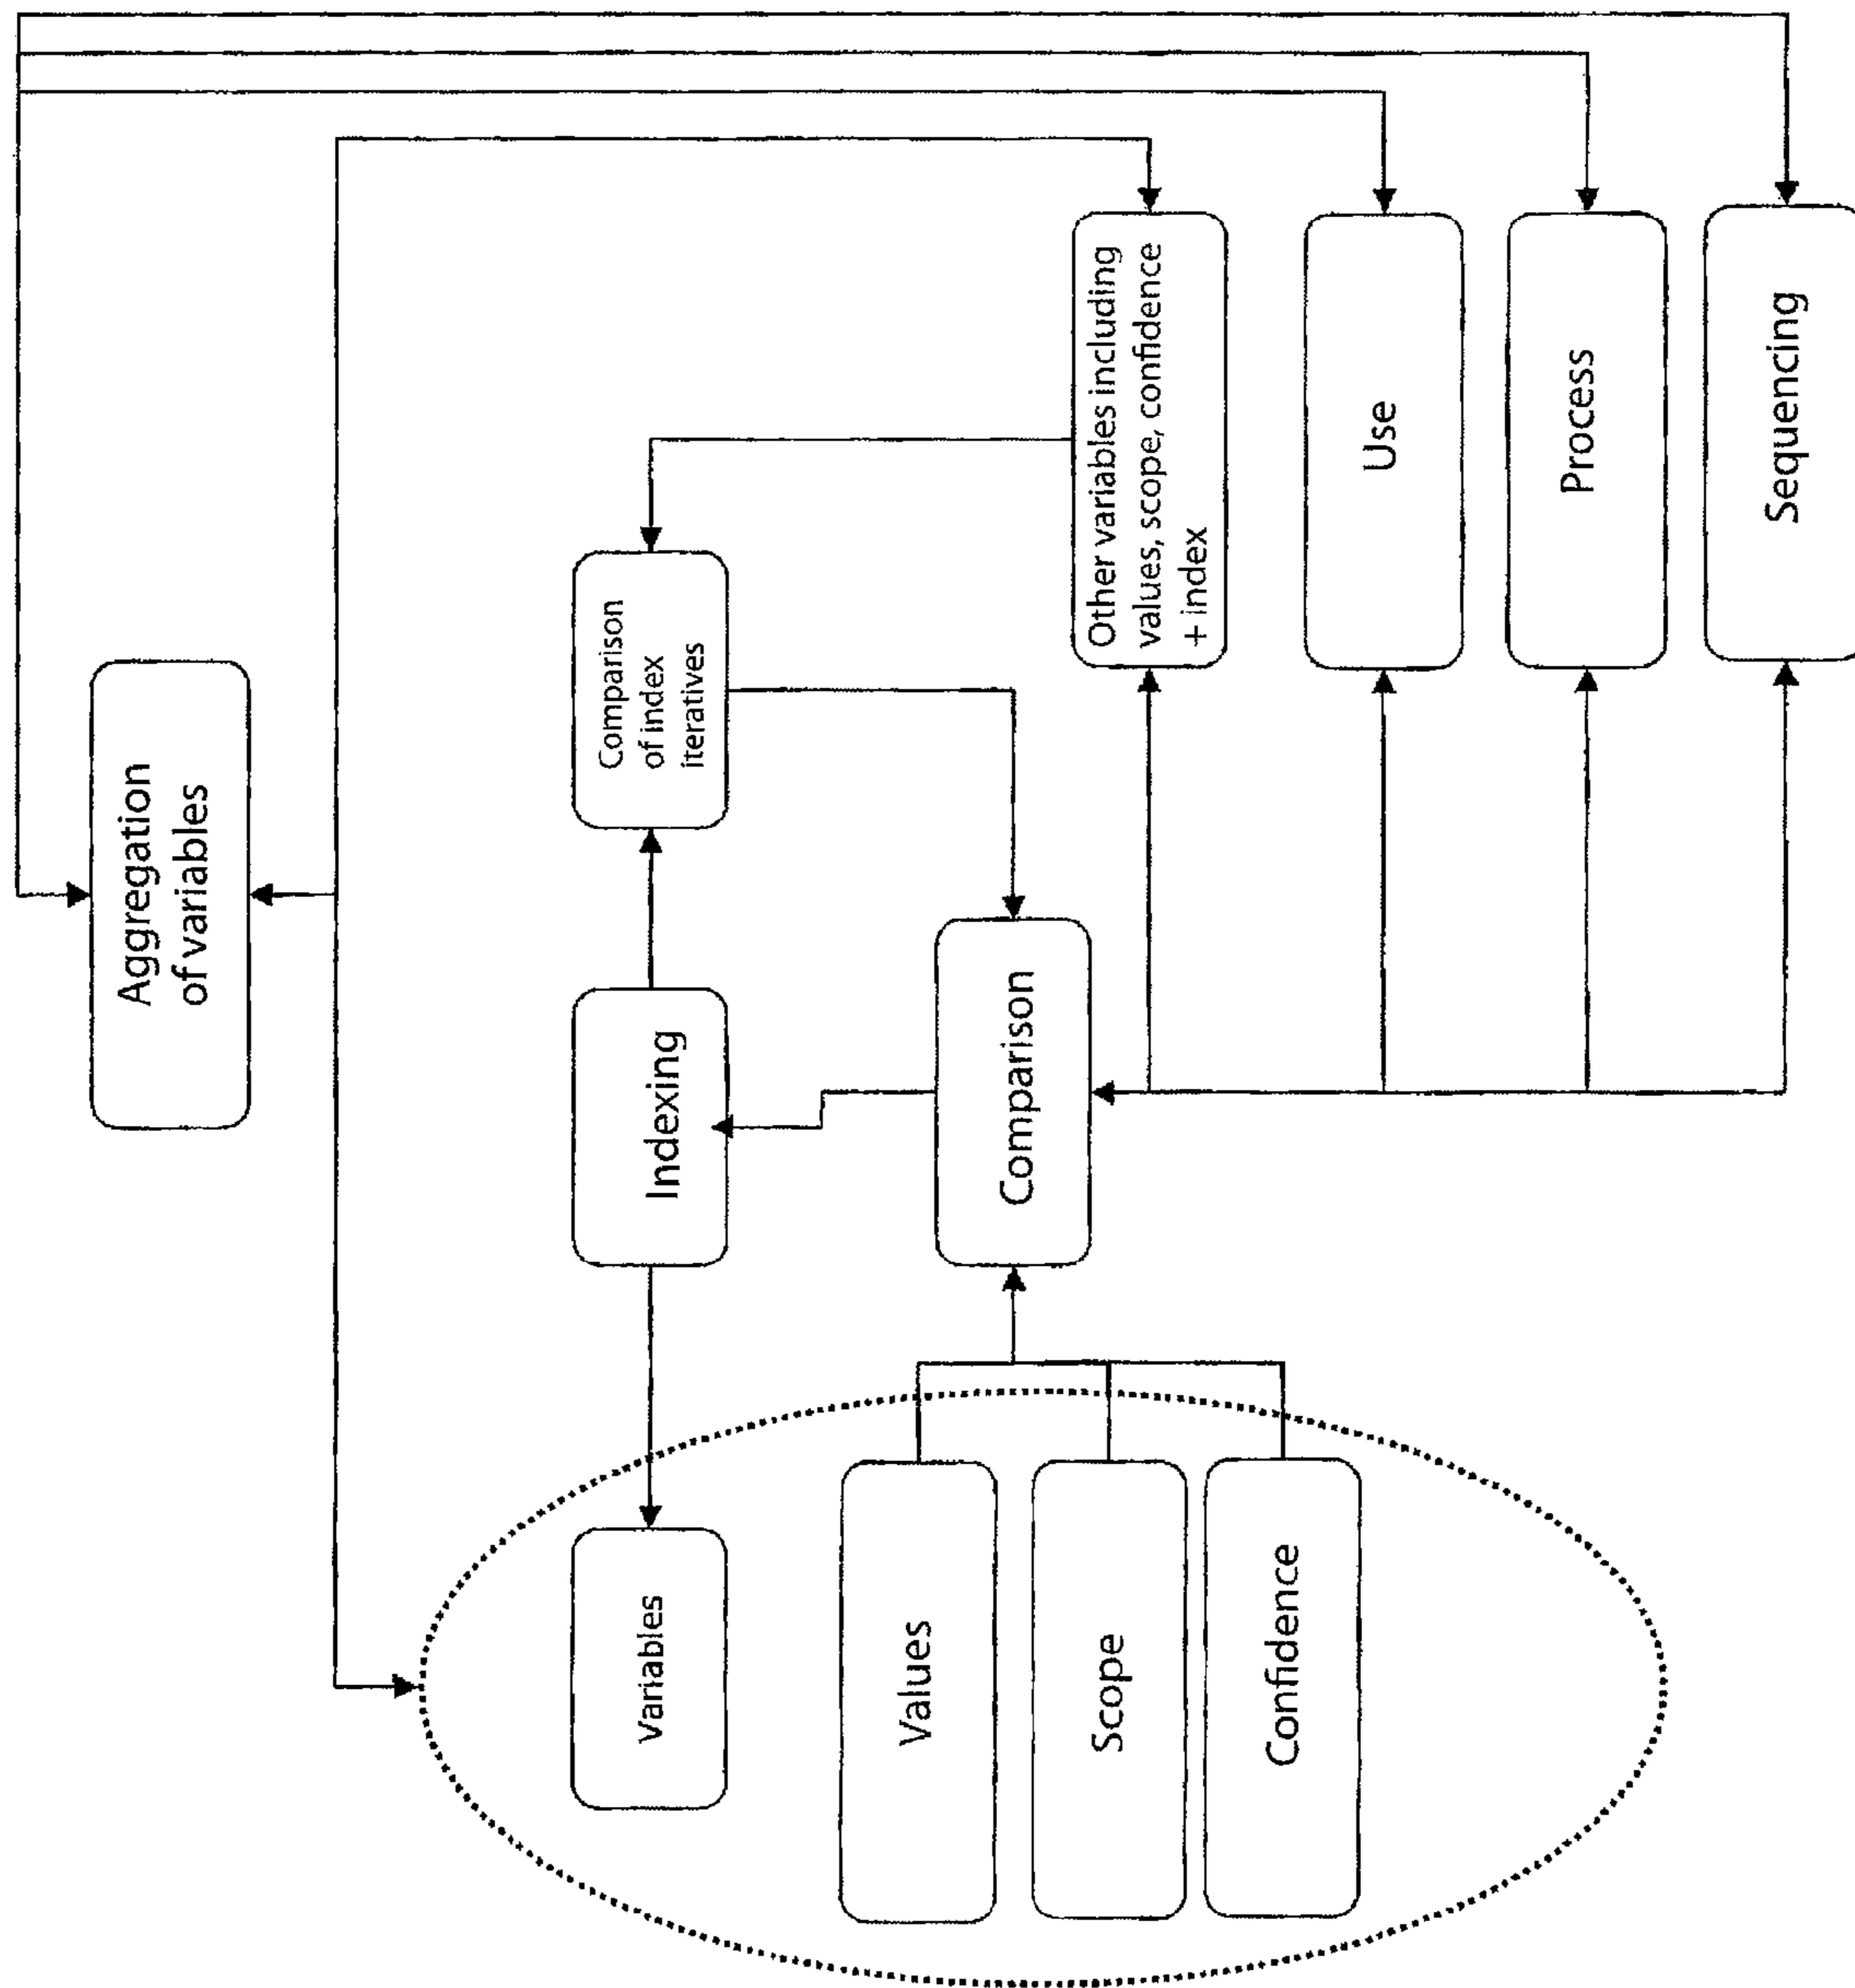 Aggregation
of variables
Variables
Indexing
Comparison
of index
iteratives
Values
Scope
Confidence
Comparison
Other variables including
values, scope, confidence
+ index
Use
Process
Sequencing